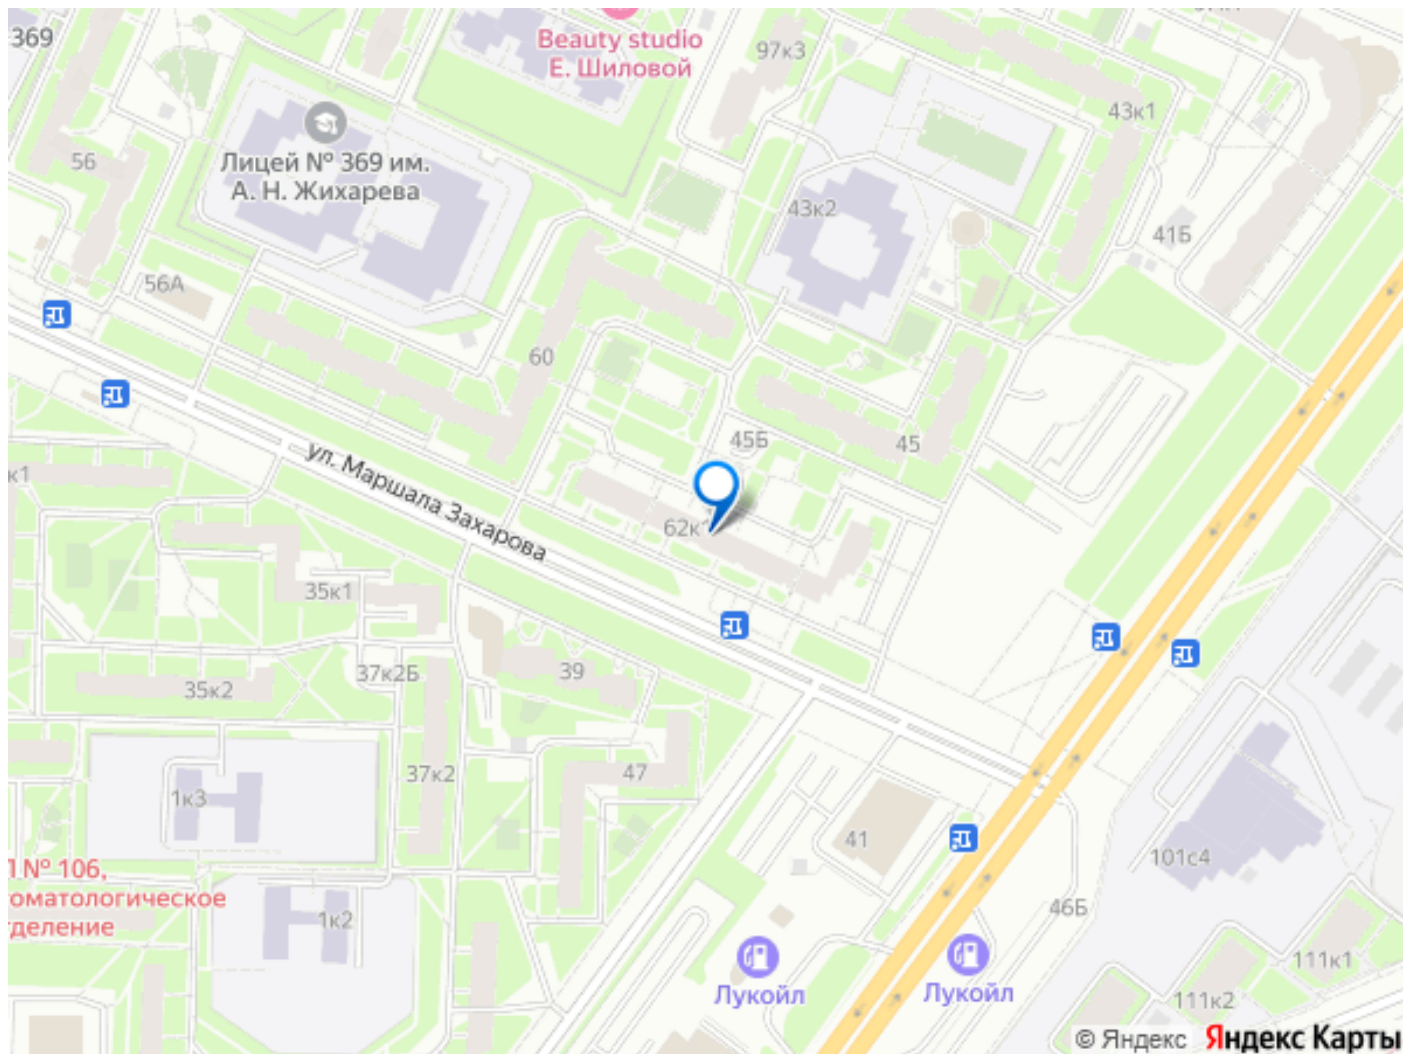 369
Beauty studio
Е. Шиловой
97к3
43к1
Лицей № 369 им.
А. Н. Жихарева
56
43к2
41Б
56А
60
45Б
45
к1
ул. Маршала Захарова
62к1
35к1
39
37к2Б
35к2
47
37к2
1к3
41
101с4
№ 106,
оматологическое
деление
1к2
46Б
Лукойл
Лукойл
111к1
111к2
© Яндекс Яндекс Карты